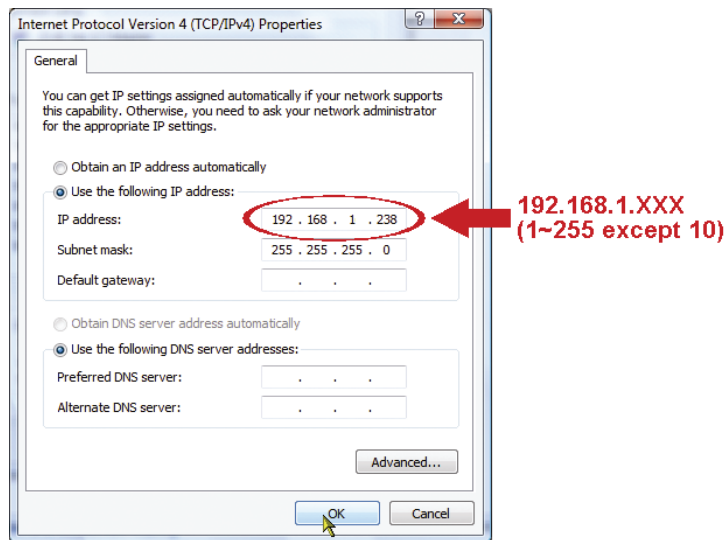 Internet Protocol Version 4 (TCP/IPv4) Properties
General
You can get IP settings assigned automatically if your network supports
this capability. Otherwise, you need to ask your network administrator
for the appropriate IP settings.
Obtain an IP address automatically
Use the following IP address:
IP address: 192 . 168 . 1 . 238
Subnet mask: 255 . 255 . 255 . 0
Default gateway: . . .
Obtain DNS server address automatically
Use the following DNS server addresses:
Preferred DNS server: . . .
Alternate DNS server: . . .
Advanced...
OK Cancel
192.168.1.XXX
(1~255 except 10)